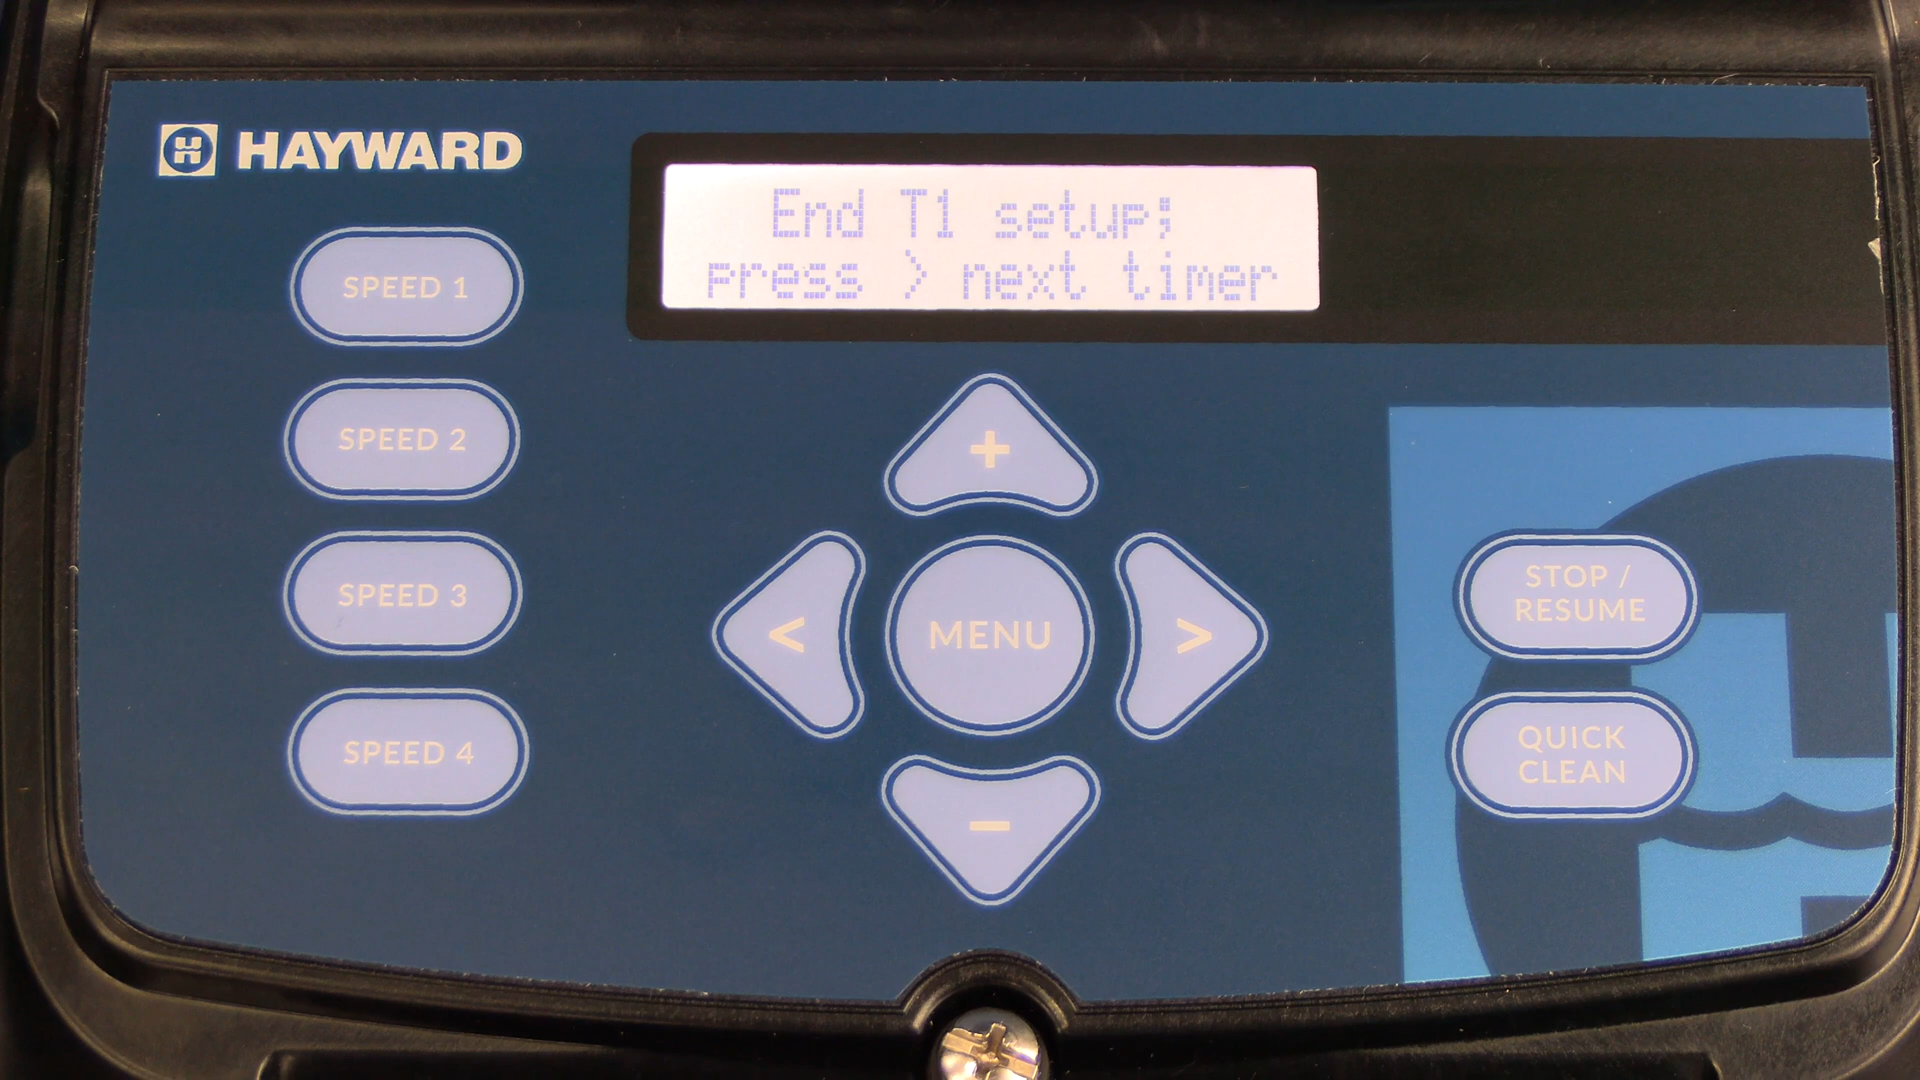 HAYWARD
End T1 setup;
press > next timer
SPEED 1
SPEED 2
SPEED 3
SPEED 4
+
<
MENU
>
-
STOP /
RESUME
QUICK
CLEAN